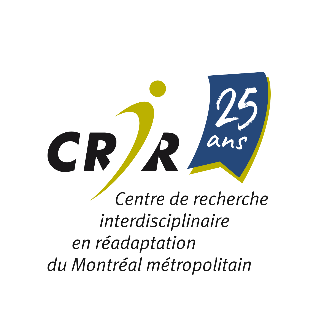 CRIR
25
ans
Centre de recherche
interdisciplinaire
en réadaptation
du Montréal métropolitain